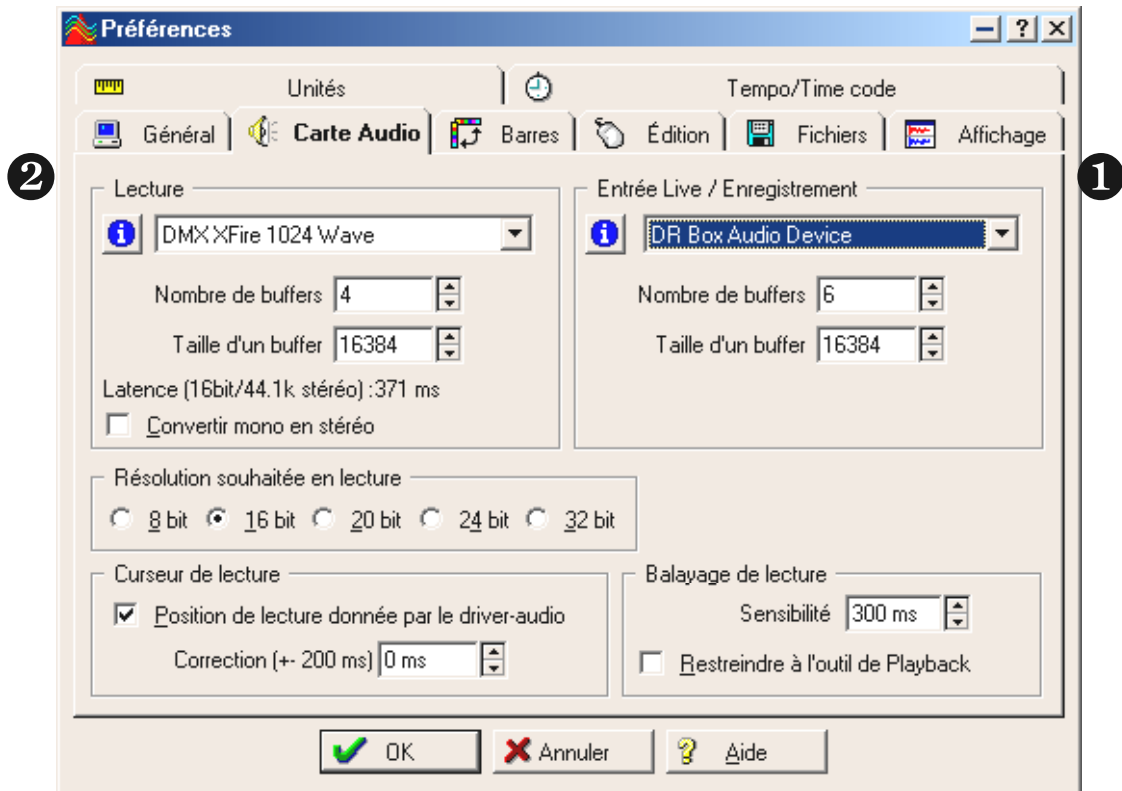 Préférences
Unités
Tempo/Time code
Général
Carte Audio
Barres
Édition
Fichiers
Affichage
2
1
Lecture
DMX XFire 1024 Wave
Nombre de buffers 4
Taille d'un buffer 16384
Latence (16bit/44.1k stéréo) :371 ms
Convertir mono en stéréo
Entrée Live / Enregistrement
DR Box Audio Device
Nombre de buffers 6
Taille d'un buffer 16384
Résolution souhaitée en lecture
8 bit 16 bit 20 bit 24 bit 32 bit
Curseur de lecture
Position de lecture donnée par le driver-audio
Correction (+- 200 ms) 0 ms
Balayage de lecture
Sensibilité 300 ms
Restreindre à l'outil de Playback
OK
Annuler
Aide